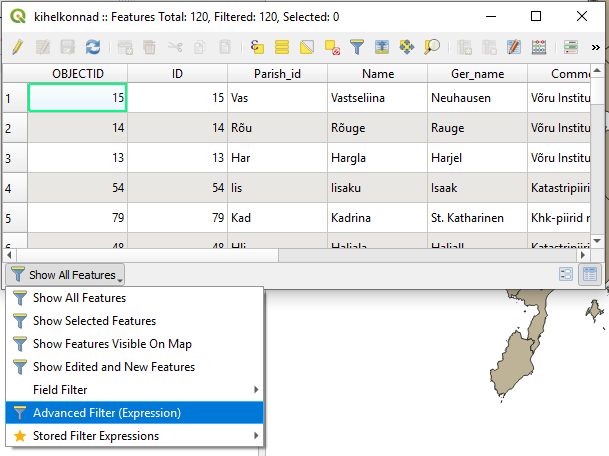 kihelkonnad :: Features Total: 120, Filtered: 120, Selected: 0
OBJECTID ID Parish_id Name Ger_name Comm
1 15 15 Vas Vastseliina Neuhausen Võru Institu
2 14 14 Rõu Rõuge Rauge Võru Institu
3 13 13 Har Hargla Harjel Võru Institu
4 54 54 Iis Iisaku Isaak Katastripiiri
5 79 79 Kad Kadrina St. Katharinen Khk-piirid r
6 48 48 Hlj Haljala Haljall Katastripiiri
Show All Features
Show All Features
Show Selected Features
Show Features Visible On Map
Show Edited and New Features
Field Filter
Advanced Filter (Expression)
Stored Filter Expressions